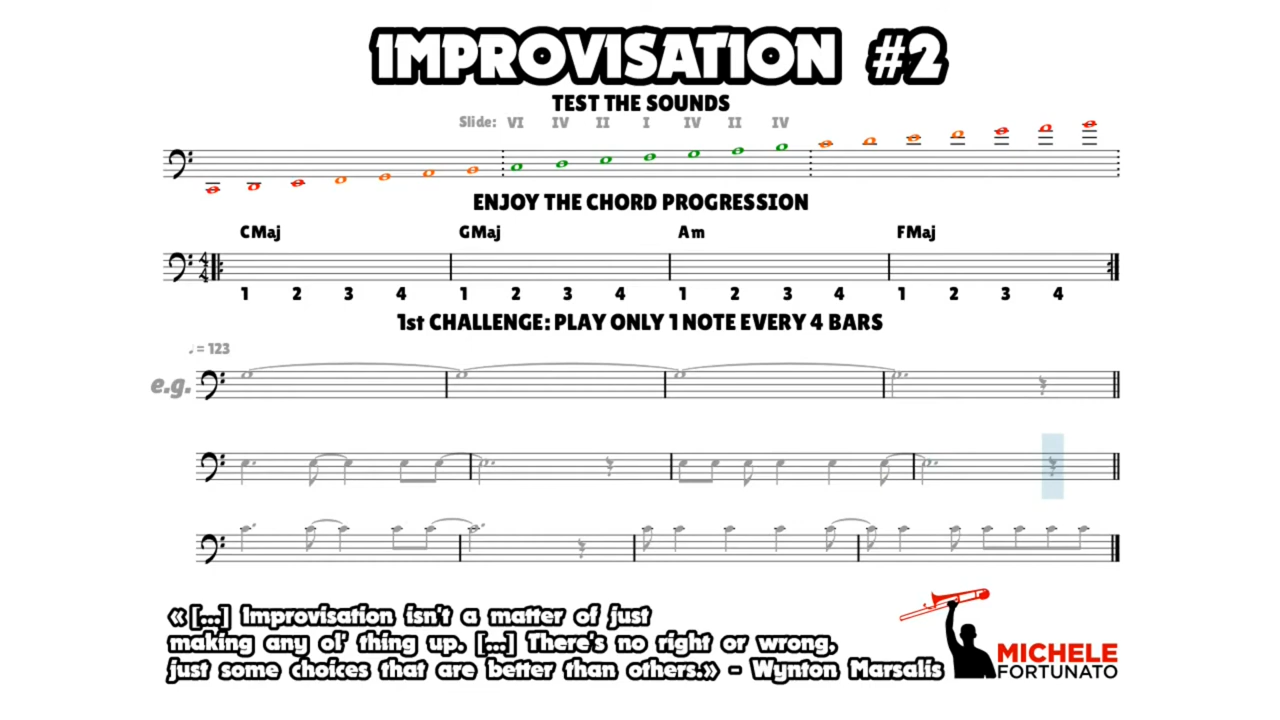 IMPROVISATION #2
TEST THE SOUNDS
Slide: VI IV II I IV II IV
ENJOY THE CHORD PROGRESSION
CMaj GMaj Am FMaj
4
4
1 2 3 4 1 2 3 4 1 2 3 4 1 2 3 4
1st CHALLENGE: PLAY ONLY 1 NOTE EVERY 4 BARS
♩ = 123
e.g.
« [...] Improvisation isn't a matter of just
making any ol' thing up. [...] There's no right or wrong,
just some choices that are better than others.» - Wynton Marsalis
MICHELE
FORTUNATO